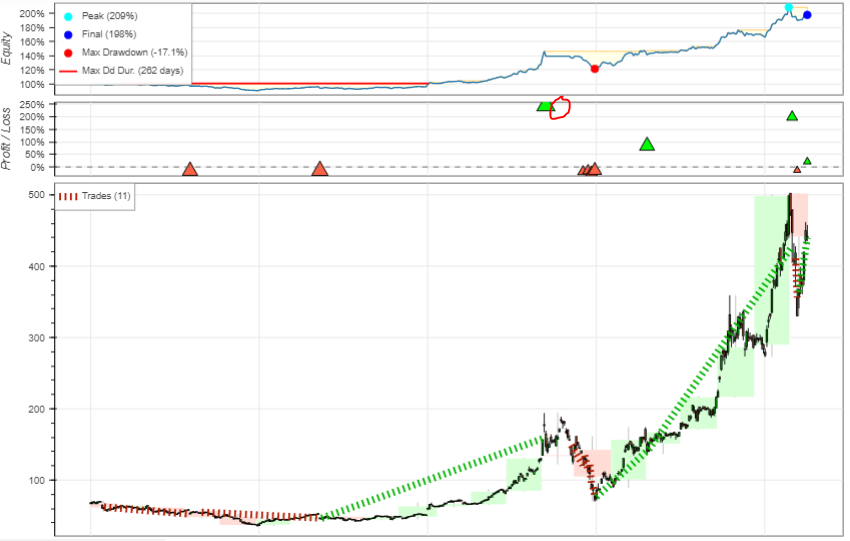 Equity
200%
180%
160%
140%
120%
100%
Peak (209%)
Final (198%)
Max Drawdown (-17.1%)
Max Dd Dur. (262 days)
Profit / Loss
250%
200%
150%
100%
50%
0%
Trades (11)
500
400
300
200
100